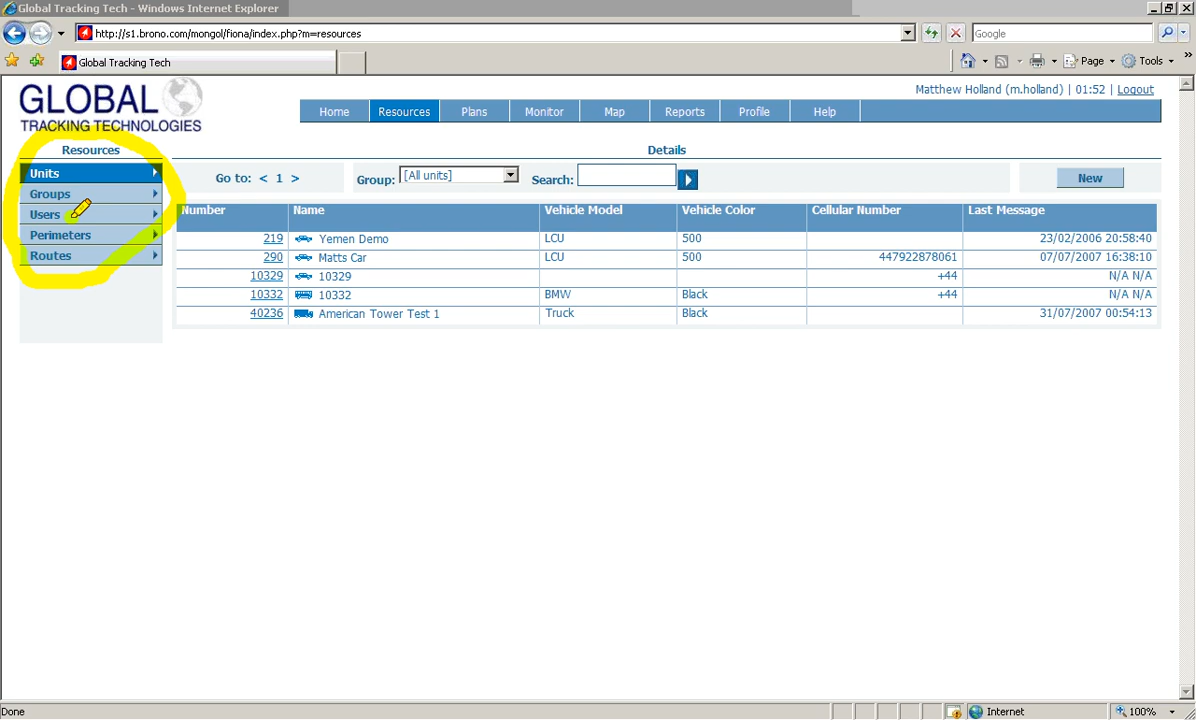 Global Tracking Tech - Windows Internet Explorer
http://s1.brono.com/mongol/fiona/index.php?m=resources
Google
Global Tracking Tech
Page
Tools
GLOBAL
TRACKING TECHNOLOGIES
Matthew Holland (m.holland) | 01:52 | Logout
Home Resources Plans Monitor Map Reports Profile Help
Resources
Units
Groups
Users
Perimeters
Routes
Details
Go to: < 1 > Group: [All units] Search: New
Number Name Vehicle Model Vehicle Color Cellular Number Last Message
219 Yemen Demo LCU 500 23/02/2006 20:58:40
290 Matts Car LCU 500 447922878061 07/07/2007 16:38:10
10329 10329 +44 N/A N/A
10332 10332 BMW Black +44 N/A N/A
40236 American Tower Test 1 Truck Black 31/07/2007 00:54:13
Done Internet 100%